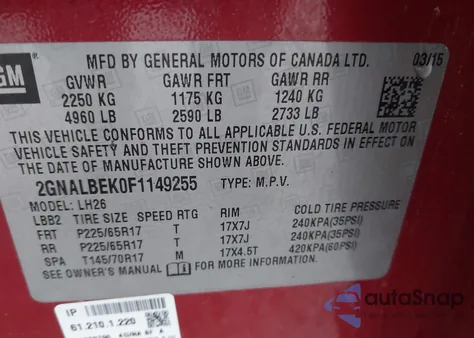 GM
MFD BY GENERAL MOTORS OF CANADA LTD. 03/15
GVWR GAWR FRT GAWR RR
2250 KG 1175 KG 1240 KG
4960 LB 2590 LB 2733 LB
THIS VEHICLE CONFORMS TO ALL APPLICABLE U.S. FEDERAL MOTOR
VEHICLE SAFETY AND THEFT PREVENTION STANDARDS IN EFFECT ON
THE DATE OF MANUFACTURE SHOWN ABOVE.
2GNALBEK0F1149255 TYPE: M.P.V.
MODEL: LH26
LBB2 TIRE SIZE SPEED RTG RIM COLD TIRE PRESSURE
FRT P225/65R17 T 17X7J 240KPA(35PSI)
RR P225/65R17 T 17X7J 240KPA(35PSI)
SPA T145/70R17 M 17X4.5T 420KPA(60PSI)
SEE OWNER'S MANUAL FOR MORE INFORMATION.
IP
61.210.1.220
autoSnap